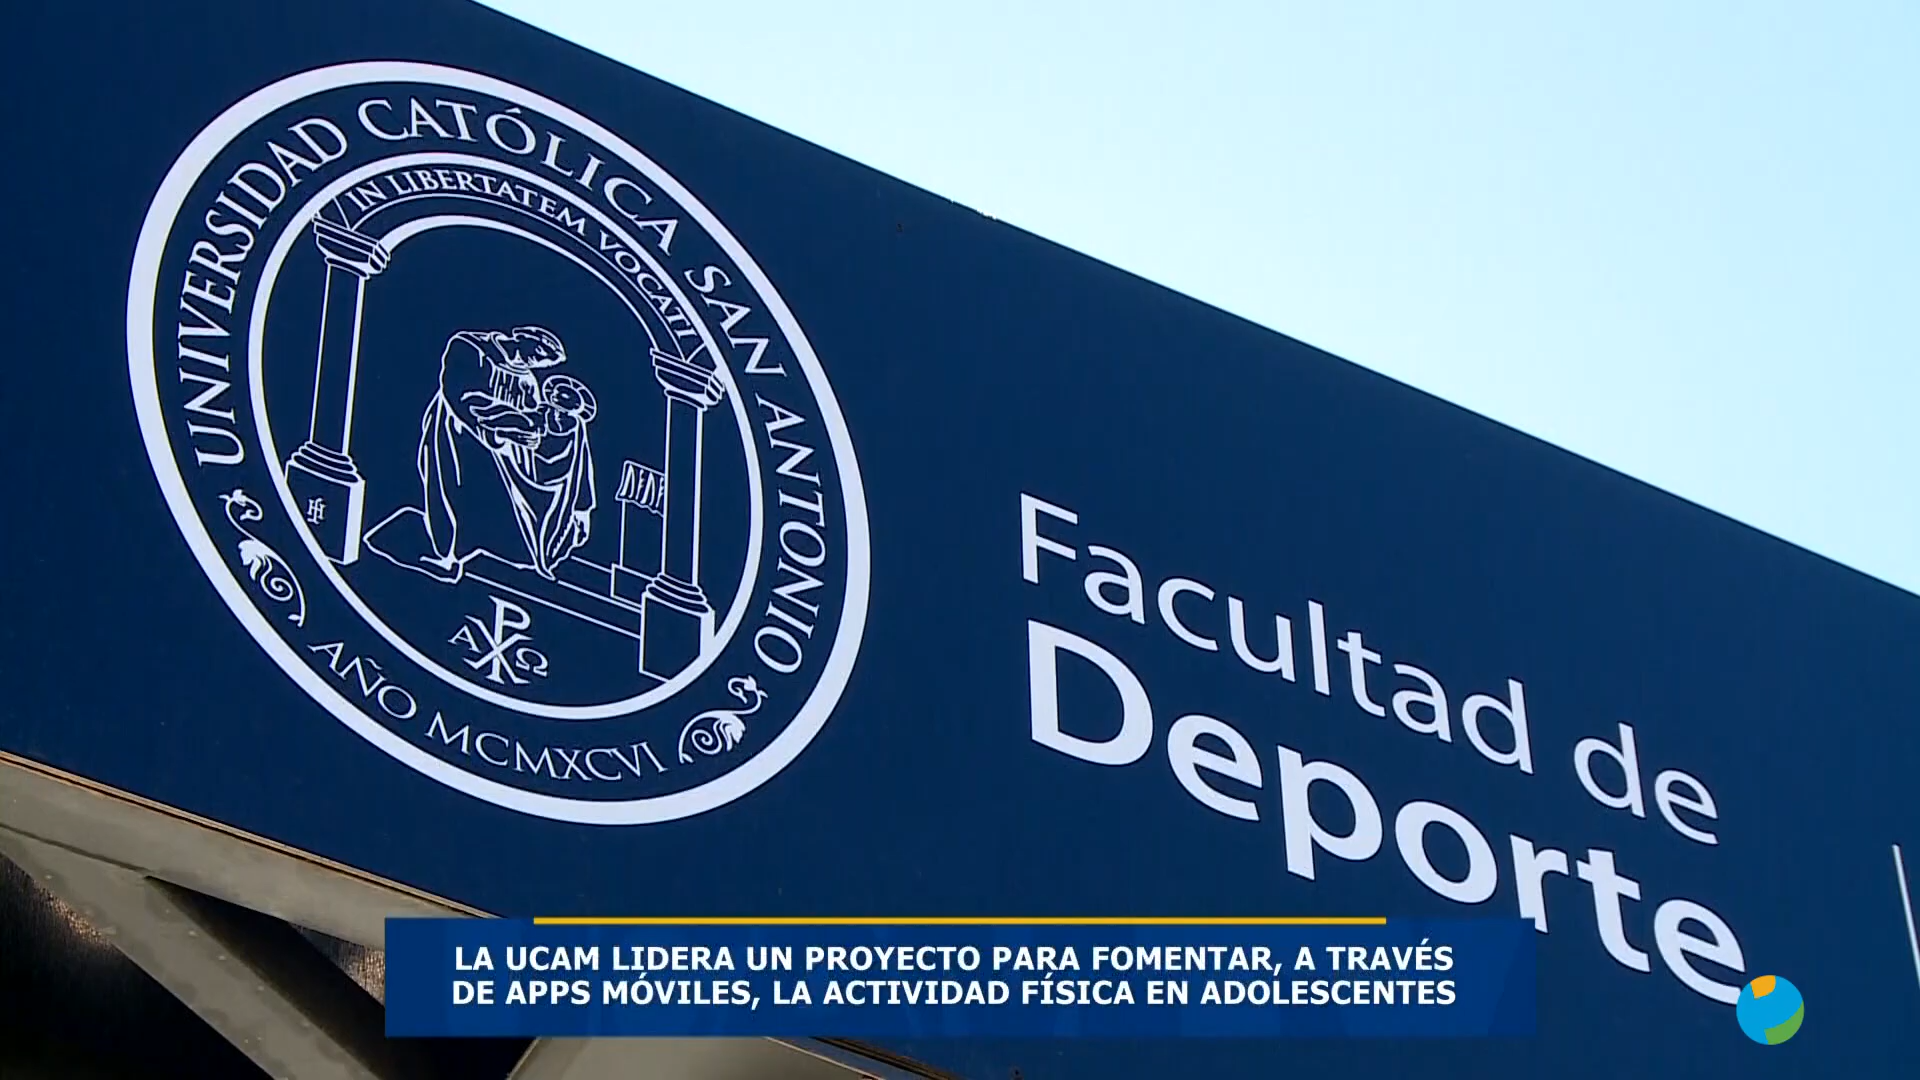 UNIVERSIDAD CATÓLICA SAN ANTONIO
IN LIBERTATEM VOCATI
A Ω
AÑO MCMXCVI
Facultad de
Deporte
LA UCAM LIDERA UN PROYECTO PARA FOMENTAR, A TRAVÉS
DE APPS MÓVILES, LA ACTIVIDAD FÍSICA EN ADOLESCENTES